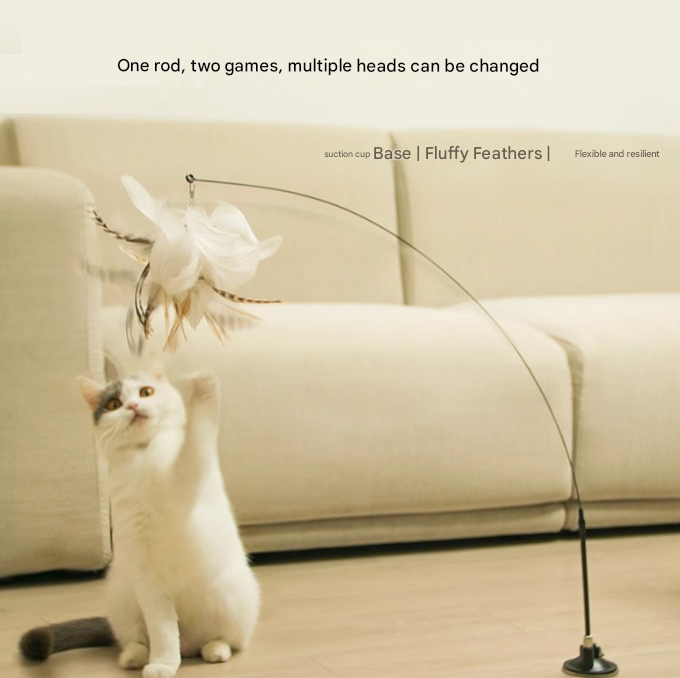 One rod, two games, multiple heads can be changed
suction cup Base | Fluffy Feathers | Flexible and resilient